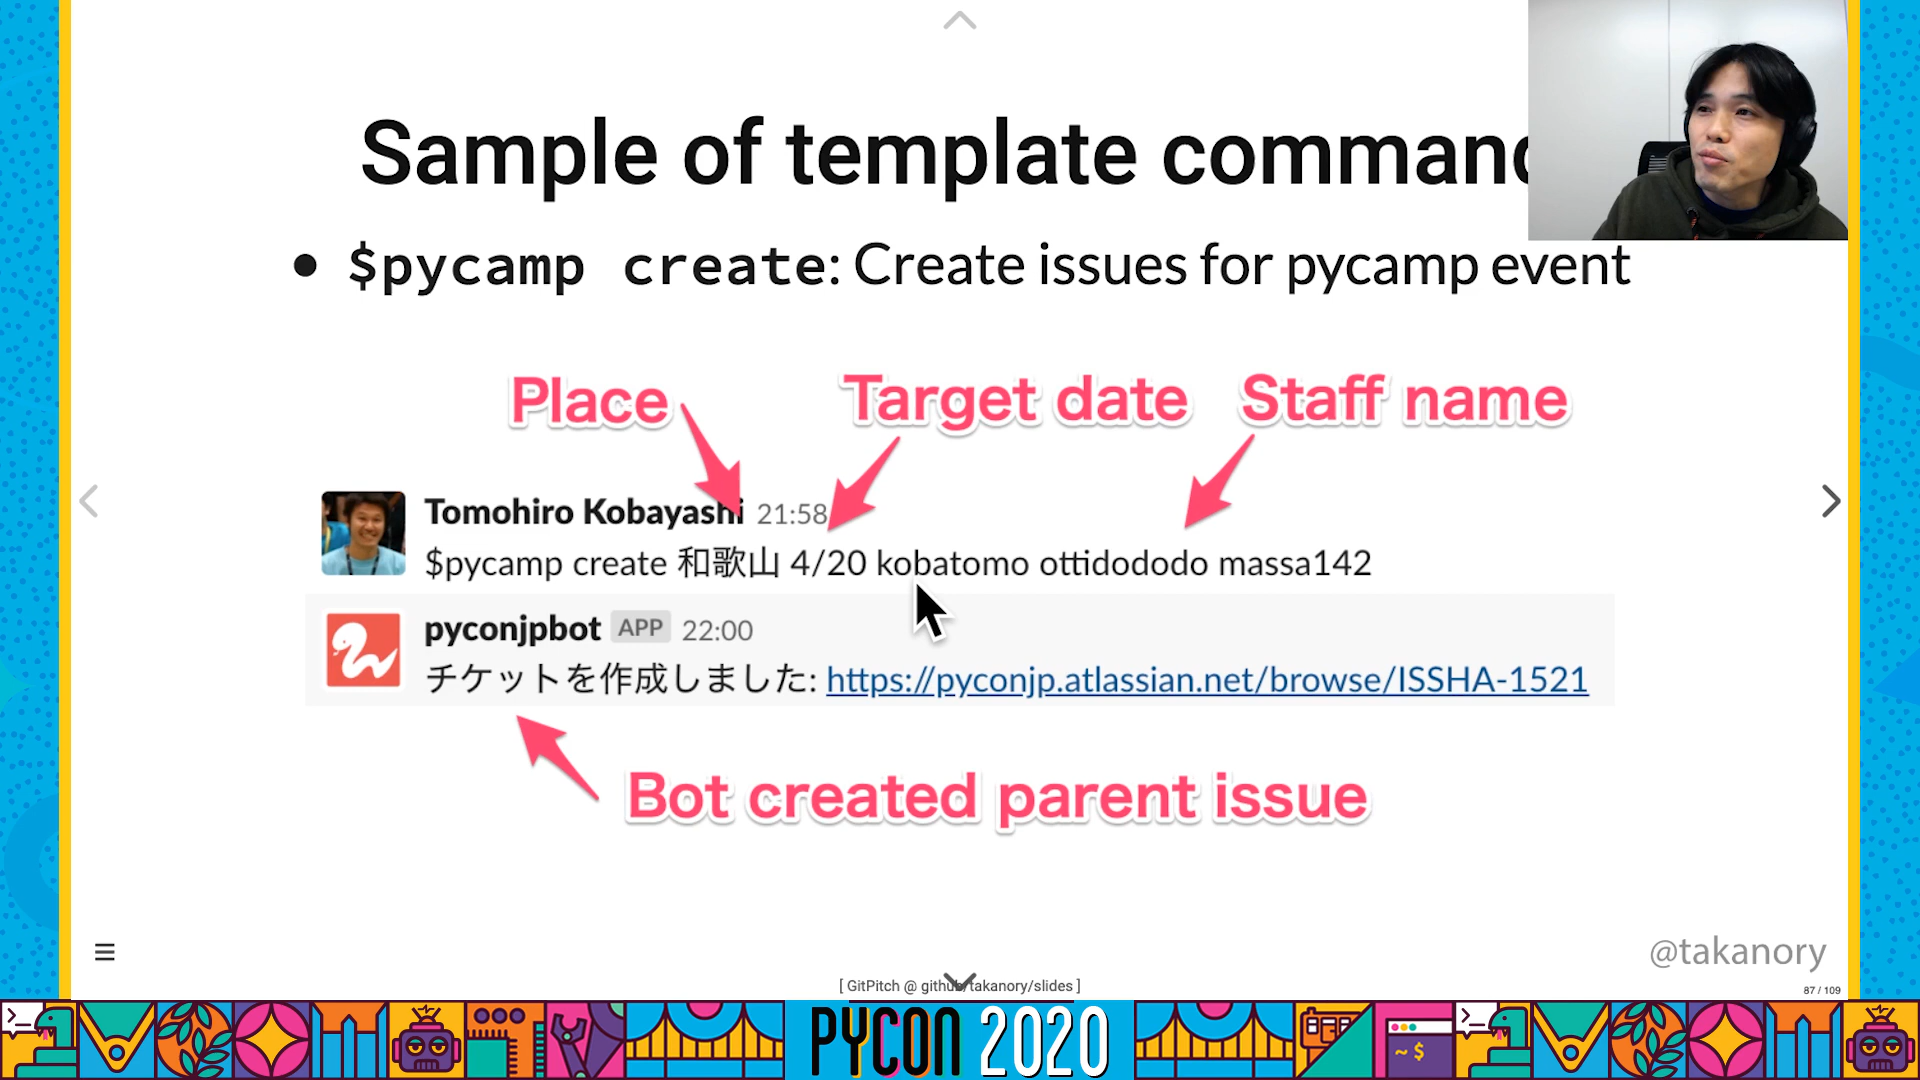 Sample of template comman
• $pycamp create: Create issues for pycamp event
Place
Target date
Staff name
Tomohiro Kobayashi 21:58
$pycamp create 和歌山 4/20 kobatomo ottidododo massa142
pyconjpbot APP 22:00
チケットを作成しました: https://pyconjp.atlassian.net/browse/ISSHA-1521
Bot created parent issue
@takanory
[ GitPitch @ github/takanory/slides ]
87 / 109
PYCON 2020
~ $